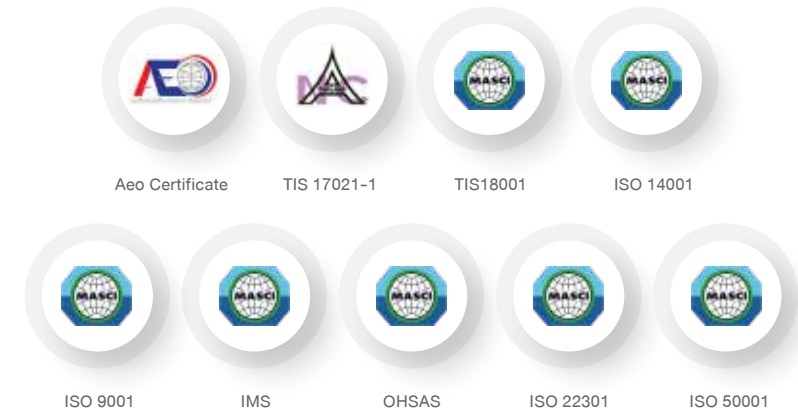 AEO
NAC
MASCI
MASCI
Aeo Certificate
TIS 17021-1
TIS18001
ISO 14001
MASCI
MASCI
MASCI
MASCI
MASCI
ISO 9001
IMS
OHSAS
ISO 22301
ISO 50001